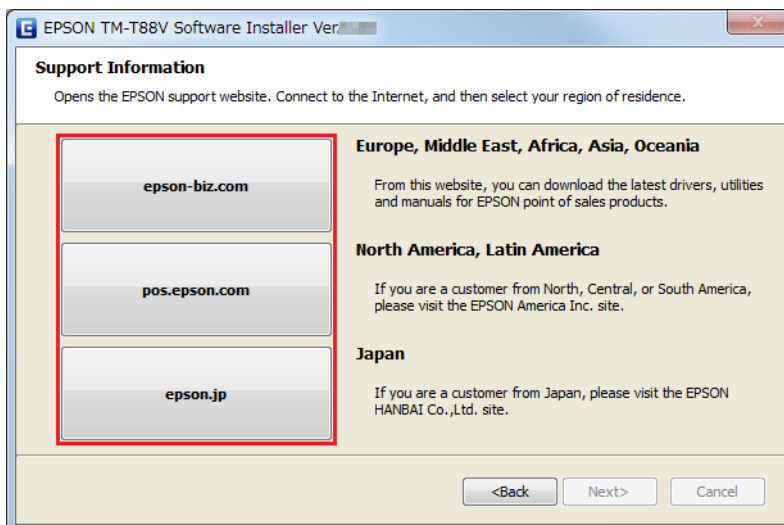 EPSON TM-T88V Software Installer Ver.
Support Information
Opens the EPSON support website. Connect to the Internet, and then select your region of residence.
epson-biz.com
Europe, Middle East, Africa, Asia, Oceania
From this website, you can download the latest drivers, utilities
and manuals for EPSON point of sales products.
pos.epson.com
North America, Latin America
If you are a customer from North, Central, or South America,
please visit the EPSON America Inc. site.
epson.jp
Japan
If you are a customer from Japan, please visit the EPSON
HANBAI Co.,Ltd. site.
<Back Next> Cancel